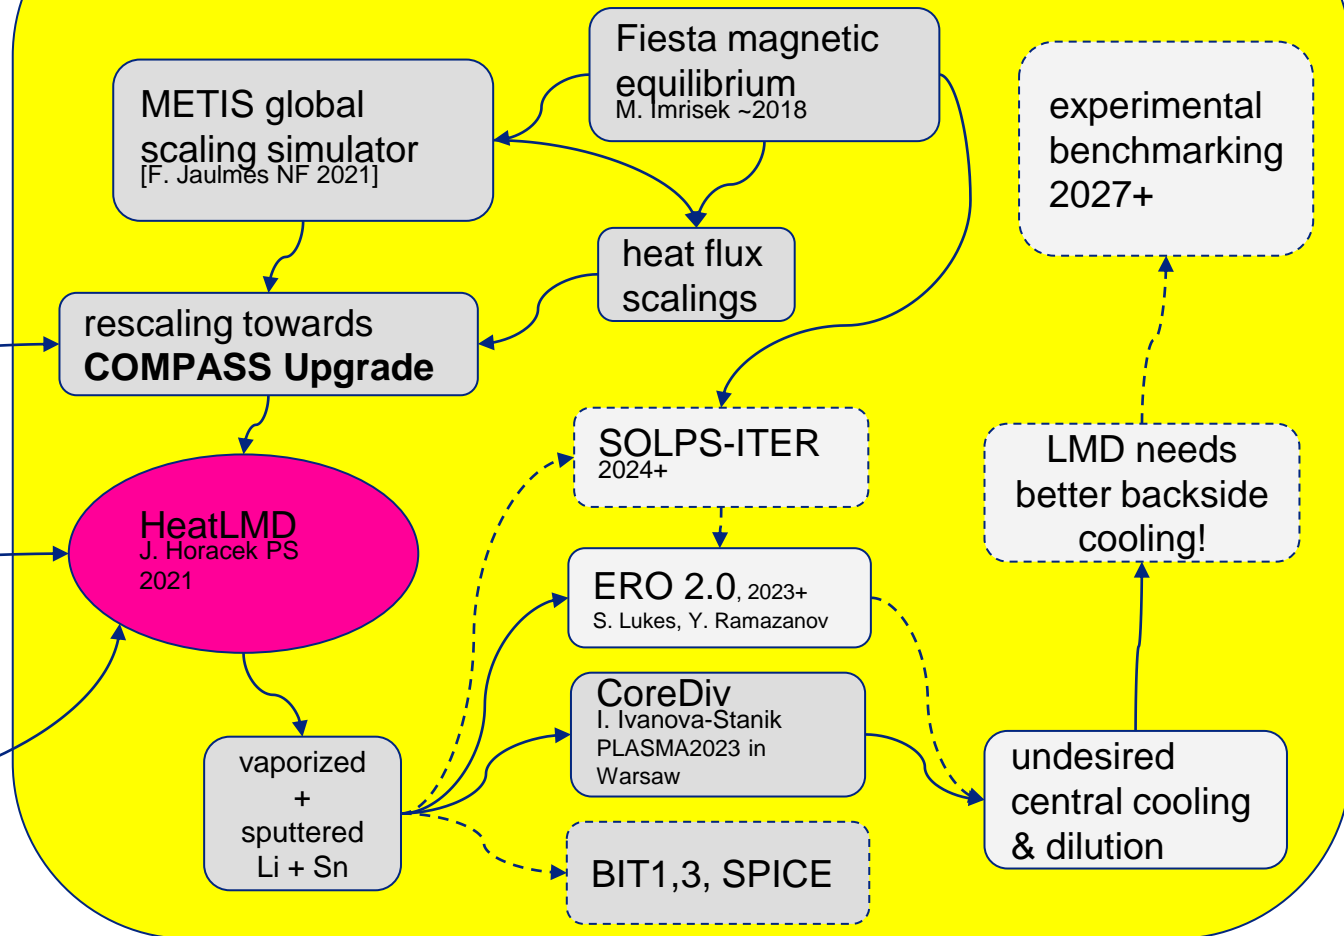 Fiesta magnetic
equilibrium
M. Imrisek ~2018
METIS global
scaling simulator
[F. Jaulmes NF 2021]
experimental
benchmarking
2027+
heat flux
scalings
rescaling towards
COMPASS Upgrade
SOLPS-ITER
2024+
LMD needs
better backside
cooling!
HeatLMD
J. Horacek PS
2021
ERO 2.0, 2023+
S. Lukes, Y. Ramazanov
CoreDiv
I. Ivanova-Stanik
PLASMA2023 in
Warsaw
vaporized
+
sputtered
Li + Sn
undesired
central cooling
& dilution
BIT1,3, SPICE